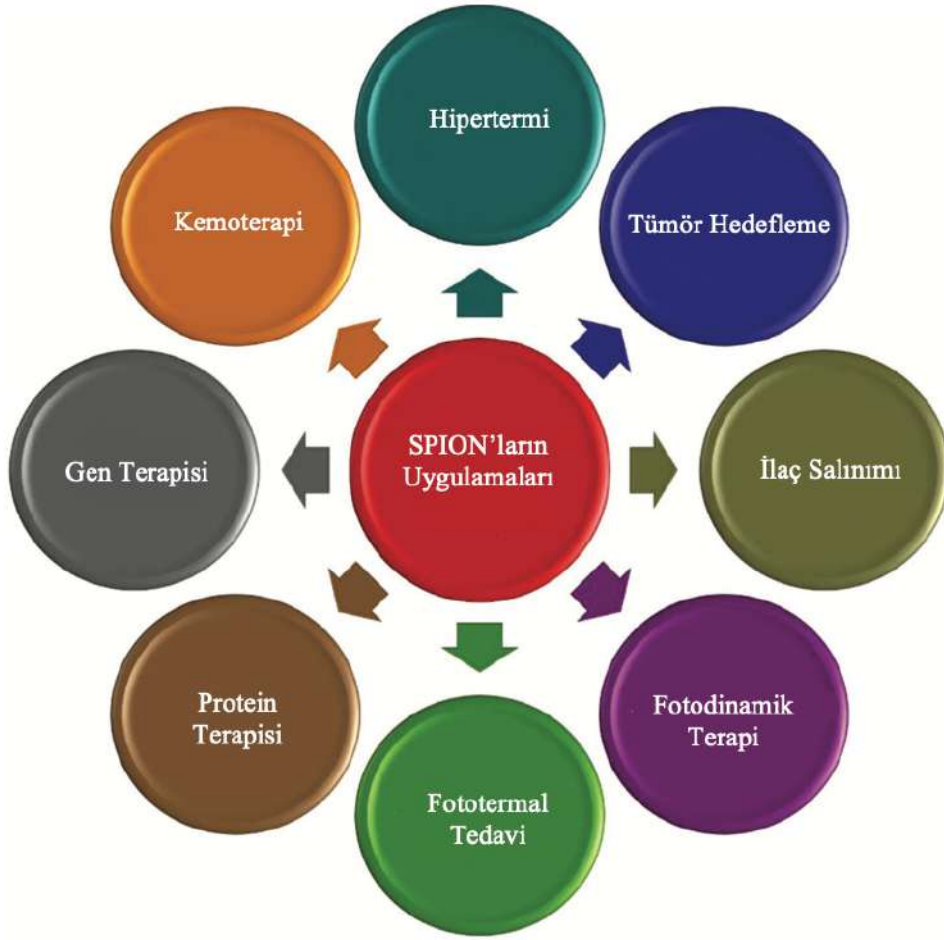 Hipertermi
Tümör Hedefleme
İlaç Salınımı
Fotodinamik
Terapi
Fototermal
Tedavi
Protein
Terapisi
Gen Terapisi
Kemoterapi
SPION’ların
Uygulamaları